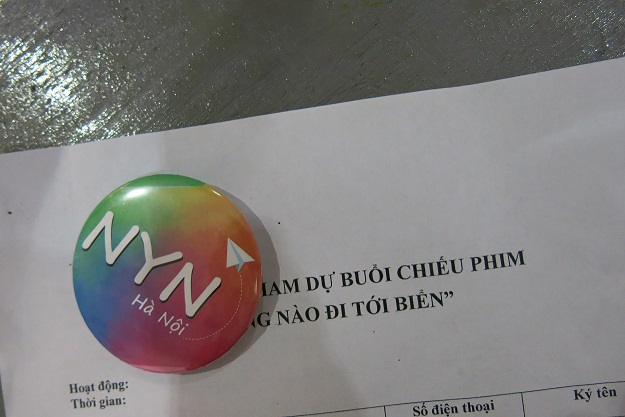 NYN
Hà Nội
HAM DỰ BUỔI CHIẾU PHIM
NG NÀO ĐI TỚI BIỂN”
Hoạt động:
Thời gian:
Số điện thoại
Ký tên